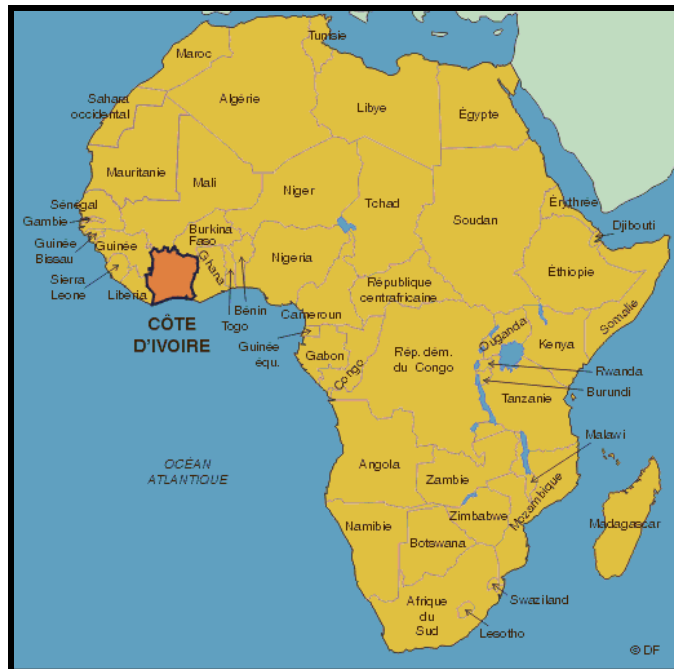 Tunisie
Maroc
Algérie
Libye
Égypte
Sahara
occidental
Mauritanie
Mali
Niger
Tchad
Soudan
Érythrée
Djibouti
Sénégal
Gambie
Guinée
Bissau
Guinée
Sierra
Leone
Liberia
Burkina
Faso
Ghana
Togo
Bénin
Nigeria
CÔTE
D'IVOIRE
Cameroun
République
centrafricaine
Éthiopie
Somalie
Guinée
équ.
Gabon
Congo
Rép. dém.
du Congo
Ouganda
Kenya
Rwanda
Burundi
Tanzanie
Malawi
OCÉAN
ATLANTIQUE
Angola
Zambie
Mozambique
Zimbabwe
Madagascar
Namibie
Botswana
Swaziland
Afrique
du
Sud
Lesotho
© DF